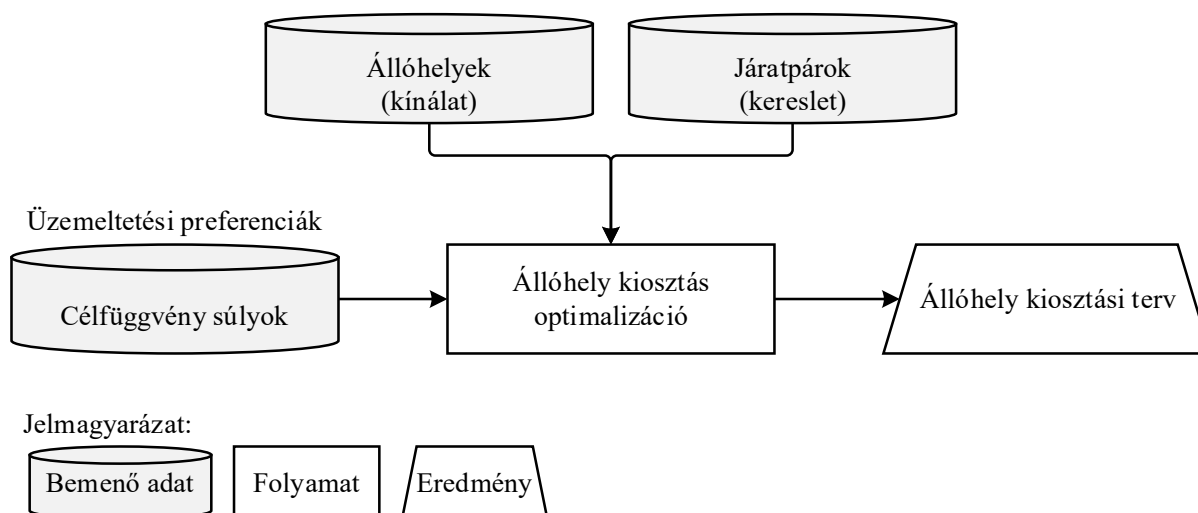 Állóhelyek
(kínálat)
Járatpárok
(kereslet)
Üzemeltetési preferenciák
Célfüggvény súlyok
Állóhely kiosztás
optimalizáció
Állóhely kiosztási terv
Jelmagyarázat:
Bemenő adat
Folyamat
Eredmény